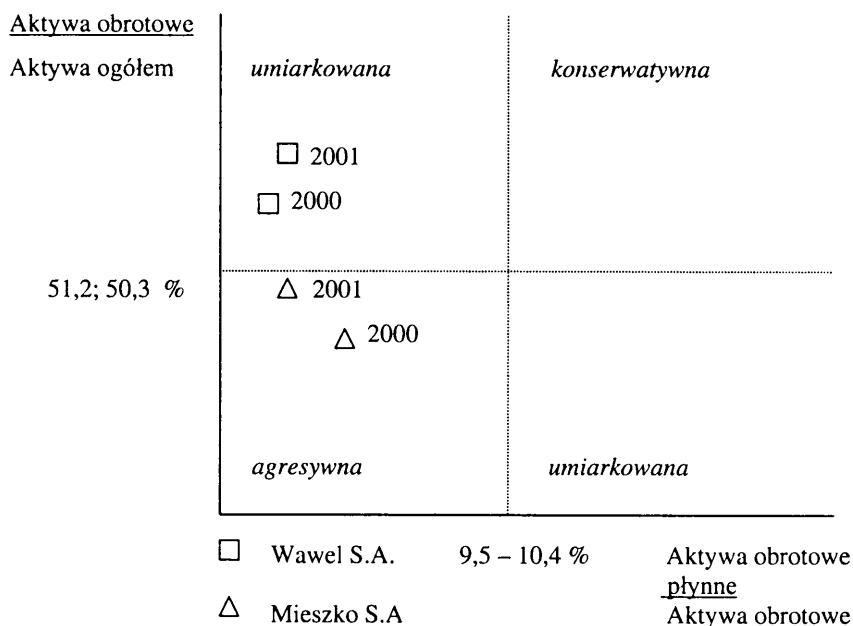 Aktywa obrotowe
Aktywa ogółem
umiarkowana
konserwatywna
2001
2000
51,2; 50,3 %
2001
2000
agresywna
umiarkowana
Wawel S.A.
9,5 – 10,4 %
Aktywa obrotowe
płynne
Mieszko S.A
Aktywa obrotowe